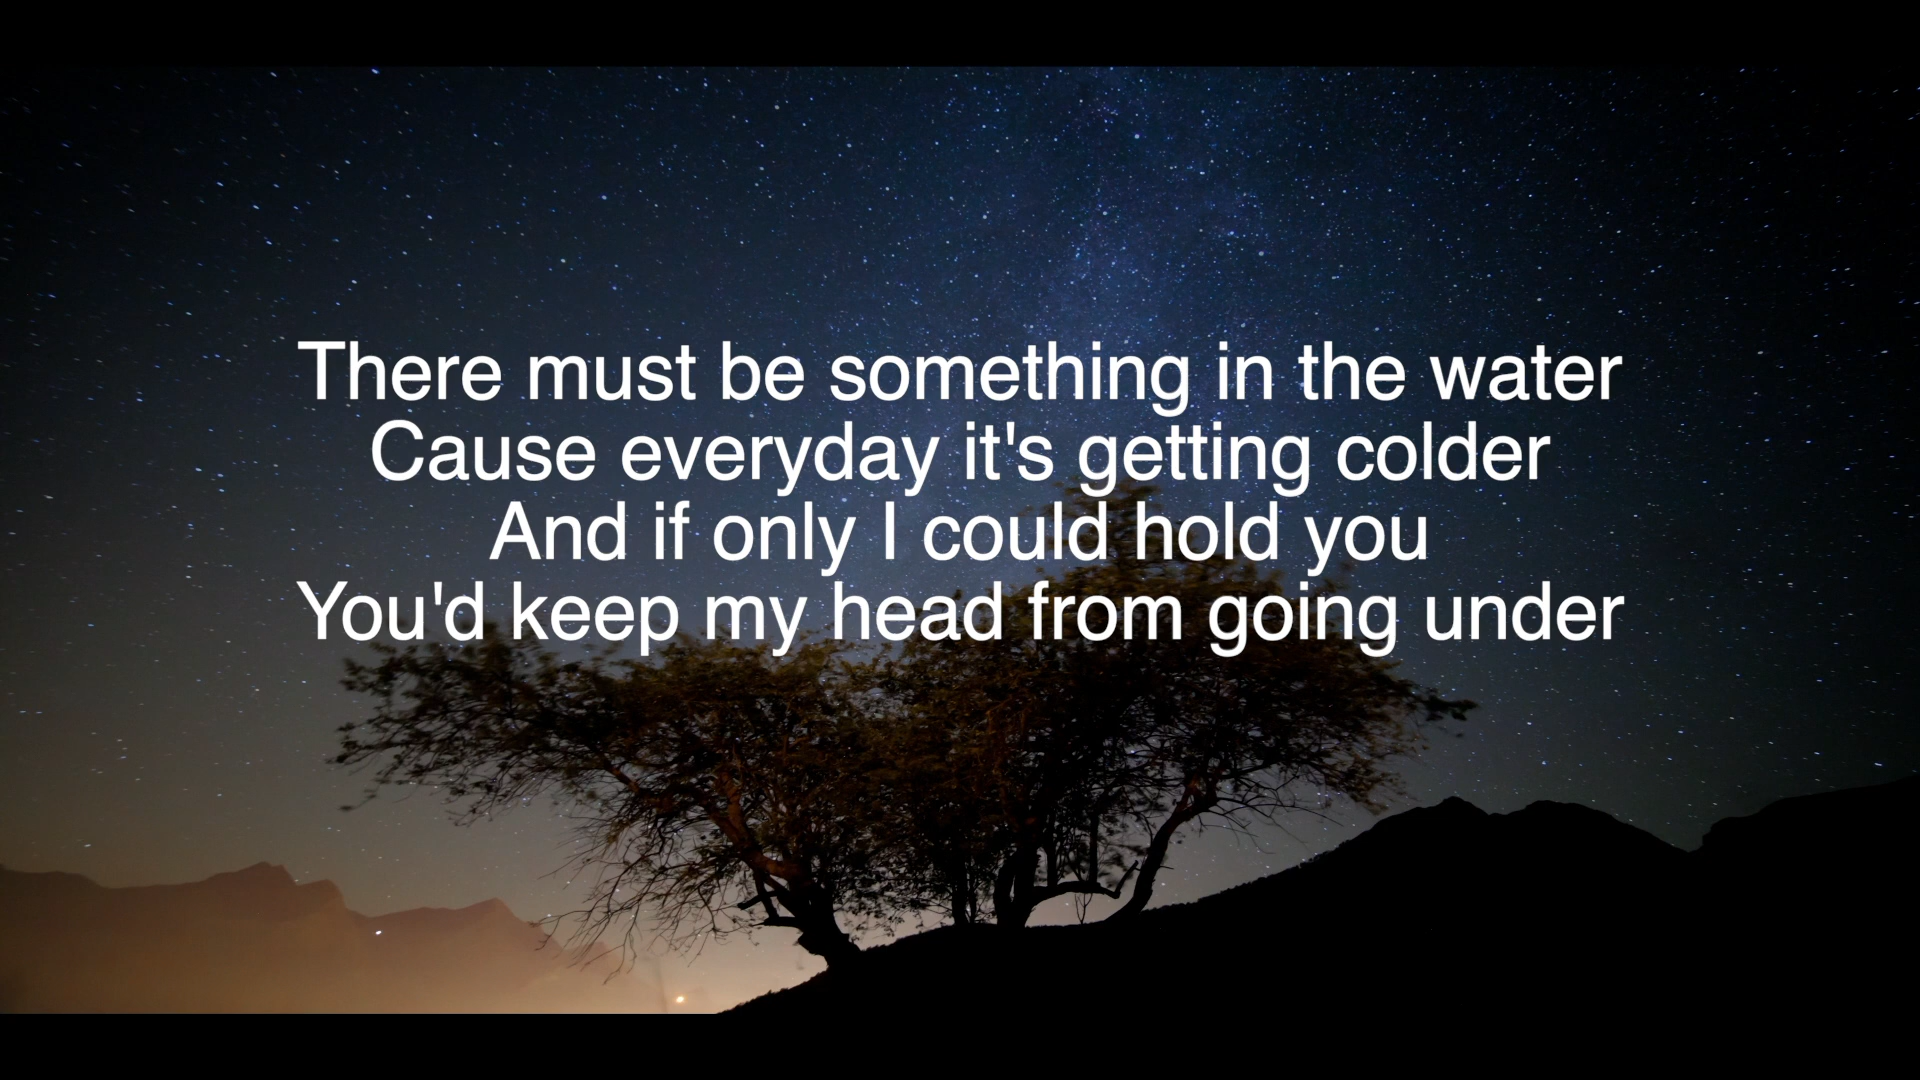 There must be something in the water
Cause everyday it's getting colder
And if only I could hold you
You'd keep my head from going under